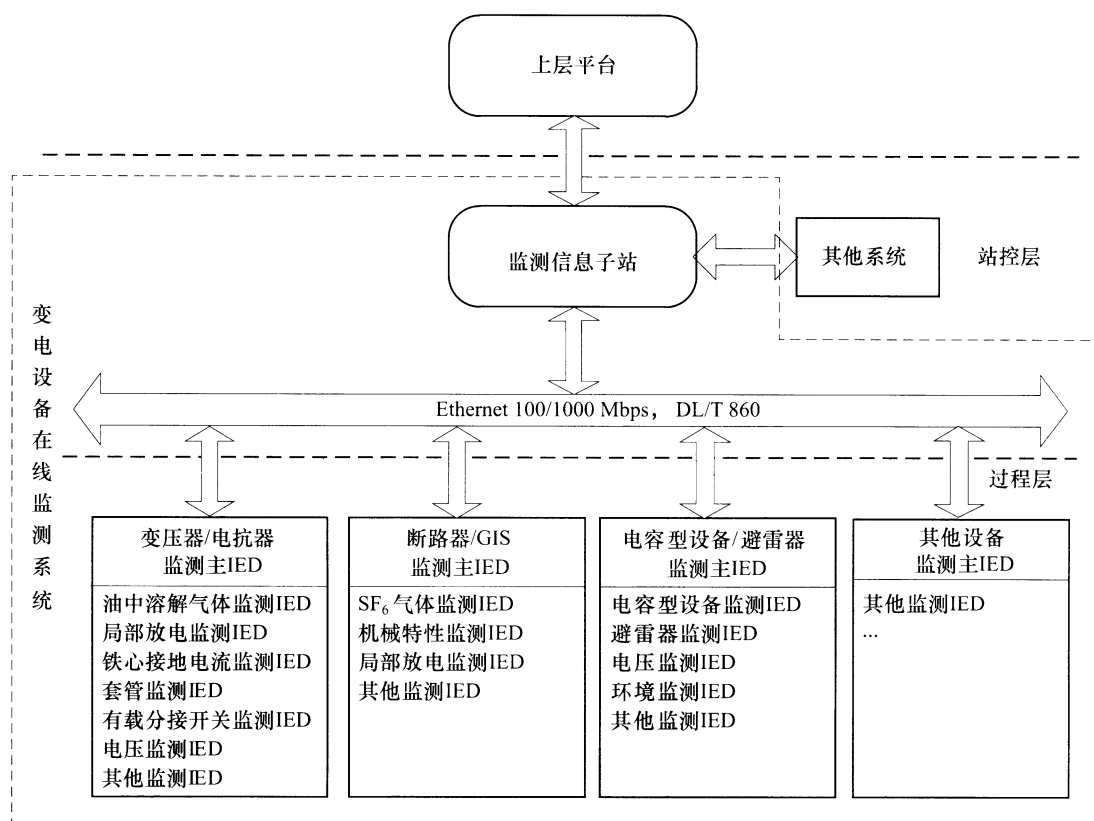 上层平台
监测信息子站
其他系统
站控层
变电设备在线监测系统
Ethernet 100/1000 Mbps， DL/T 860
过程层
变压器/电抗器
监测主IED
油中溶解气体监测IED
局部放电监测IED
铁心接地电流监测IED
套管监测IED
有载分接开关监测IED
电压监测IED
其他监测IED
断路器/GIS
监测主IED
SF₆气体监测IED
机械特性监测IED
局部放电监测IED
其他监测IED
电容型设备/避雷器
监测主IED
电容型设备监测IED
避雷器监测IED
电压监测IED
环境监测IED
其他监测IED
其他设备
监测主IED
其他监测IED
...